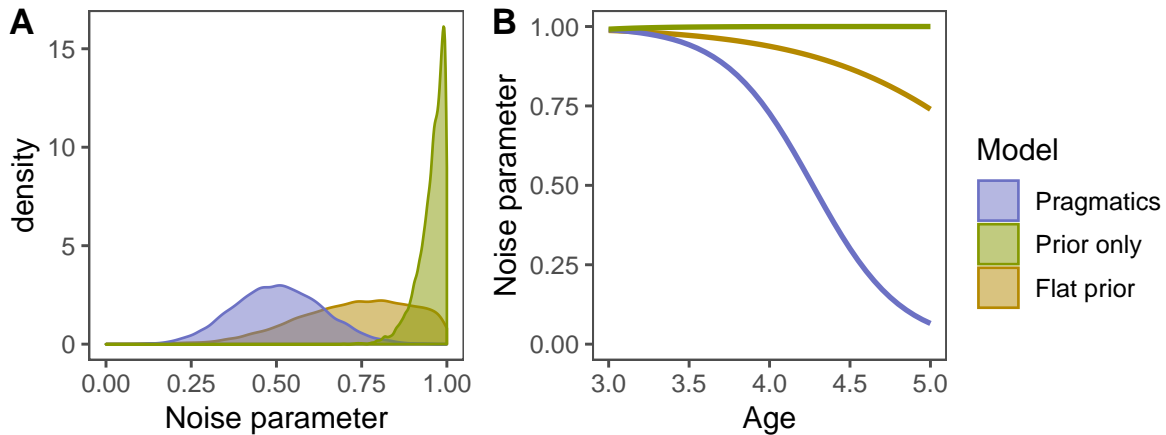 A
density
15
10
5
0
0.00 0.25 0.50 0.75 1.00
Noise parameter
B
Noise parameter
1.00
0.75
0.50
0.25
0.00
3.0 3.5 4.0 4.5 5.0
Age
Model
Pragmatics
Prior only
Flat prior